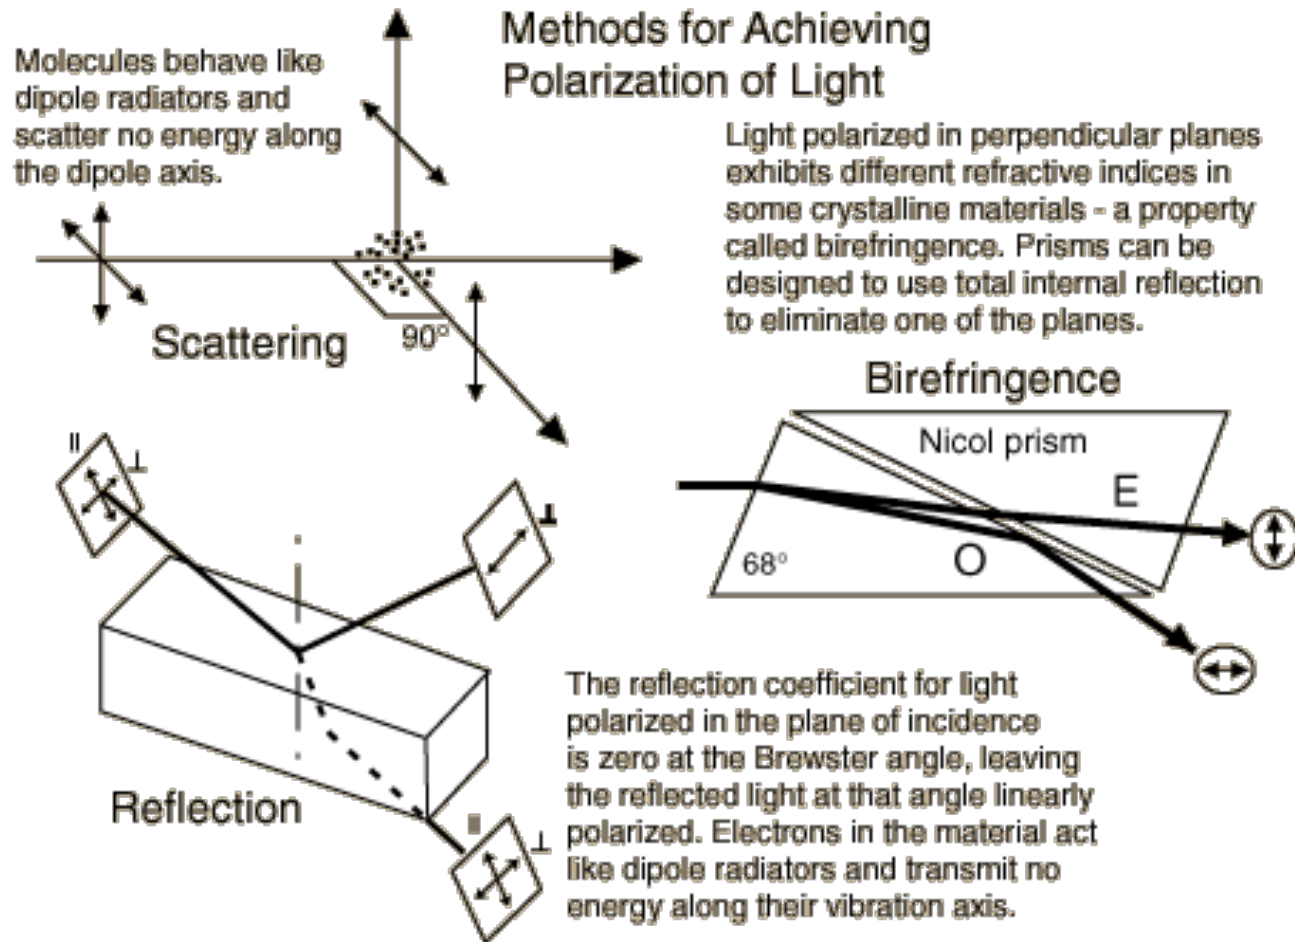 Methods for Achieving
Polarization of Light
Molecules behave like
dipole radiators and
scatter no energy along
the dipole axis.
90°
Scattering
Light polarized in perpendicular planes
exhibits different refractive indices in
some crystalline materials - a property
called birefringence. Prisms can be
designed to use total internal reflection
to eliminate one of the planes.
Birefringence
Nicol prism
E
O
68°
|| ⊥
⊥
Reflection
|| ⊥
The reflection coefficient for light
polarized in the plane of incidence
is zero at the Brewster angle, leaving
the reflected light at that angle linearly
polarized. Electrons in the material act
like dipole radiators and transmit no
energy along their vibration axis.